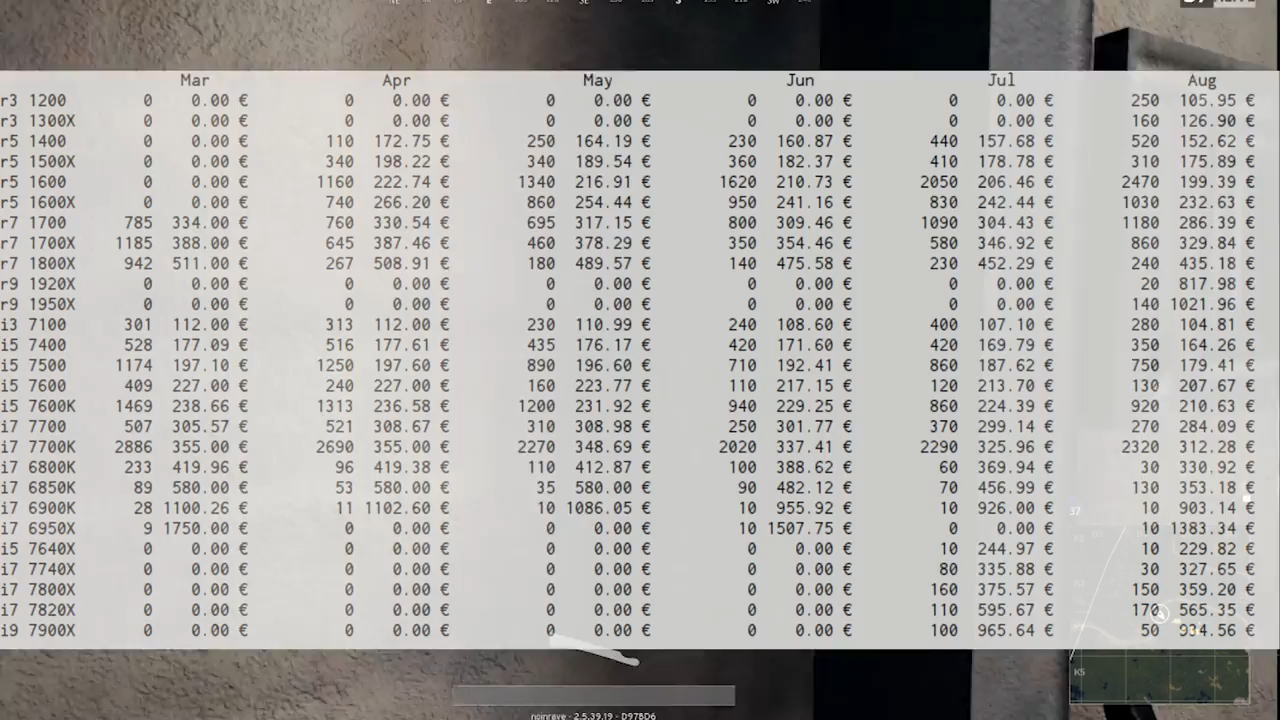 Mar Apr May Jun Jul Aug
r3 1200 0 0.00 € 0 0.00 € 0 0.00 € 0 0.00 € 0 0.00 € 250 105.95 €
r3 1300X 0 0.00 € 0 0.00 € 0 0.00 € 0 0.00 € 0 0.00 € 160 126.90 €
r5 1400 0 0.00 € 110 172.75 € 250 164.19 € 230 160.87 € 440 157.68 € 520 152.62 €
r5 1500X 0 0.00 € 340 198.22 € 340 189.54 € 360 182.37 € 410 178.78 € 310 175.89 €
r5 1600 0 0.00 € 1160 222.74 € 1340 216.91 € 1620 210.73 € 2050 206.46 € 2470 199.39 €
r5 1600X 0 0.00 € 740 266.20 € 860 254.44 € 950 241.16 € 830 242.44 € 1030 232.63 €
r7 1700 785 334.00 € 760 330.54 € 695 317.15 € 800 309.46 € 1090 304.43 € 1180 286.39 €
r7 1700X 1185 388.00 € 645 387.46 € 460 378.29 € 350 354.46 € 580 346.92 € 860 329.84 €
r7 1800X 942 511.00 € 267 508.91 € 180 489.57 € 140 475.58 € 230 452.29 € 240 435.18 €
r9 1920X 0 0.00 € 0 0.00 € 0 0.00 € 0 0.00 € 0 0.00 € 20 817.98 €
r9 1950X 0 0.00 € 0 0.00 € 0 0.00 € 0 0.00 € 0 0.00 € 140 1021.96 €
i3 7100 301 112.00 € 313 112.00 € 230 110.99 € 240 108.60 € 400 107.10 € 280 104.81 €
i5 7400 528 177.09 € 516 177.61 € 435 176.17 € 420 171.60 € 420 169.79 € 350 164.26 €
i5 7500 1174 197.10 € 1250 197.60 € 890 196.60 € 710 192.41 € 860 187.62 € 750 179.41 €
i5 7600 409 227.00 € 240 227.00 € 160 223.77 € 110 217.15 € 120 213.70 € 130 207.67 €
i5 7600K 1469 238.66 € 1313 236.58 € 1200 231.92 € 940 229.25 € 860 224.39 € 920 210.63 €
i7 7700 507 305.57 € 521 308.67 € 310 308.98 € 250 301.77 € 370 299.14 € 270 284.09 €
i7 7700K 2886 355.00 € 2690 355.00 € 2270 348.69 € 2020 337.41 € 2290 325.96 € 2320 312.28 €
i7 6800K 233 419.96 € 96 419.38 € 110 412.87 € 100 388.62 € 60 369.94 € 30 330.92 €
i7 6850K 89 580.00 € 53 580.00 € 35 580.00 € 90 482.12 € 70 456.99 € 130 353.18 €
i7 6900K 28 1100.26 € 11 1102.60 € 10 1086.05 € 10 955.92 € 10 926.00 € 10 903.14 €
i7 6950X 9 1750.00 € 0 0.00 € 0 0.00 € 10 1507.75 € 0 0.00 € 10 1383.34 €
i5 7640X 0 0.00 € 0 0.00 € 0 0.00 € 0 0.00 € 10 244.97 € 10 229.82 €
i7 7740X 0 0.00 € 0 0.00 € 0 0.00 € 0 0.00 € 80 335.88 € 30 327.65 €
i7 7800X 0 0.00 € 0 0.00 € 0 0.00 € 0 0.00 € 160 375.57 € 150 359.20 €
i7 7820X 0 0.00 € 0 0.00 € 0 0.00 € 0 0.00 € 110 595.67 € 170 565.35 €
i9 7900X 0 0.00 € 0 0.00 € 0 0.00 € 0 0.00 € 100 965.64 € 50 934.56 €
37
K5